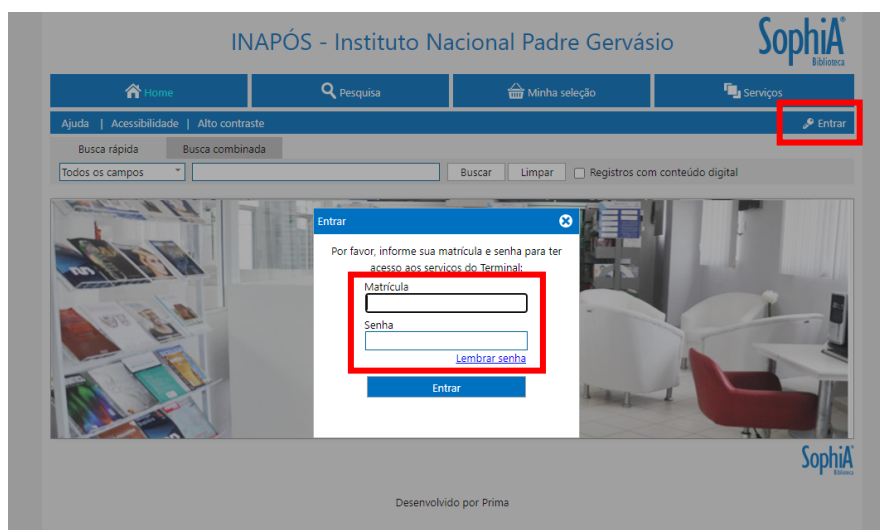 INAPÓS - Instituto Nacional Padre Gervásio
SophiA
Biblioteca
Home
Pesquisa
Minha seleção
Serviços
Ajuda | Acessibilidade | Alto contraste
Entrar
Busca rápida
Busca combinada
Todos os campos
Buscar
Limpar
Registros com conteúdo digital
Entrar
Por favor, informe sua matrícula e senha para ter
acesso aos serviços do Terminal:
Matrícula
Senha
Lembrar senha
Entrar
SophiA
Biblioteca
Desenvolvido por Prima